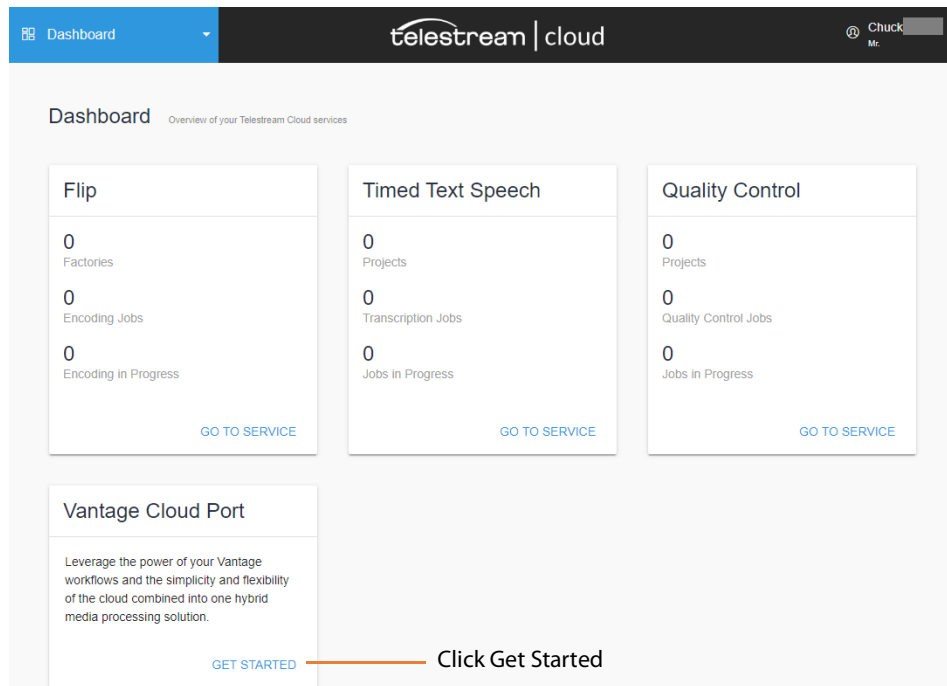 Dashboard
telestream | cloud
Chuck
Mr.
Dashboard Overview of your Telestream Cloud services
Flip
0
Factories
0
Encoding Jobs
0
Encoding in Progress
GO TO SERVICE
Timed Text Speech
0
Projects
0
Transcription Jobs
0
Jobs in Progress
GO TO SERVICE
Quality Control
0
Projects
0
Quality Control Jobs
0
Jobs in Progress
GO TO SERVICE
Vantage Cloud Port
Leverage the power of your Vantage
workflows and the simplicity and flexibility
of the cloud combined into one hybrid
media processing solution.
GET STARTED
Click Get Started